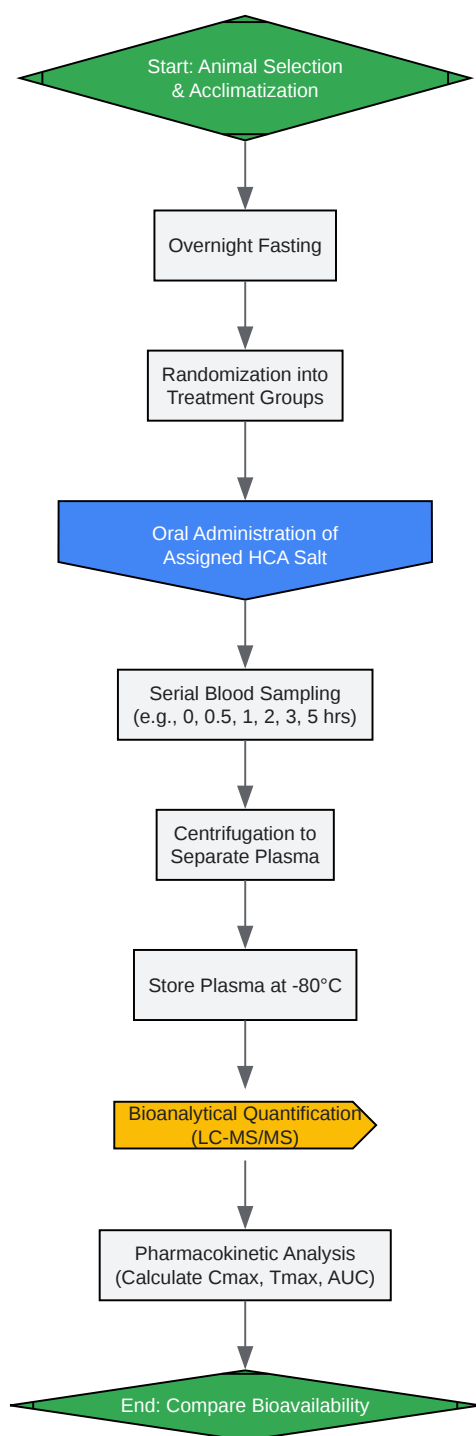 Start: Animal Selection
& Acclimatization
Overnight Fasting
Randomization into
Treatment Groups
Oral Administration of
Assigned HCA Salt
Serial Blood Sampling
(e.g., 0, 0.5, 1, 2, 3, 5 hrs)
Centrifugation to
Separate Plasma
Store Plasma at -80°C
Bioanalytical Quantification
(LC-MS/MS)
Pharmacokinetic Analysis
(Calculate Cmax, Tmax, AUC)
End: Compare Bioavailability